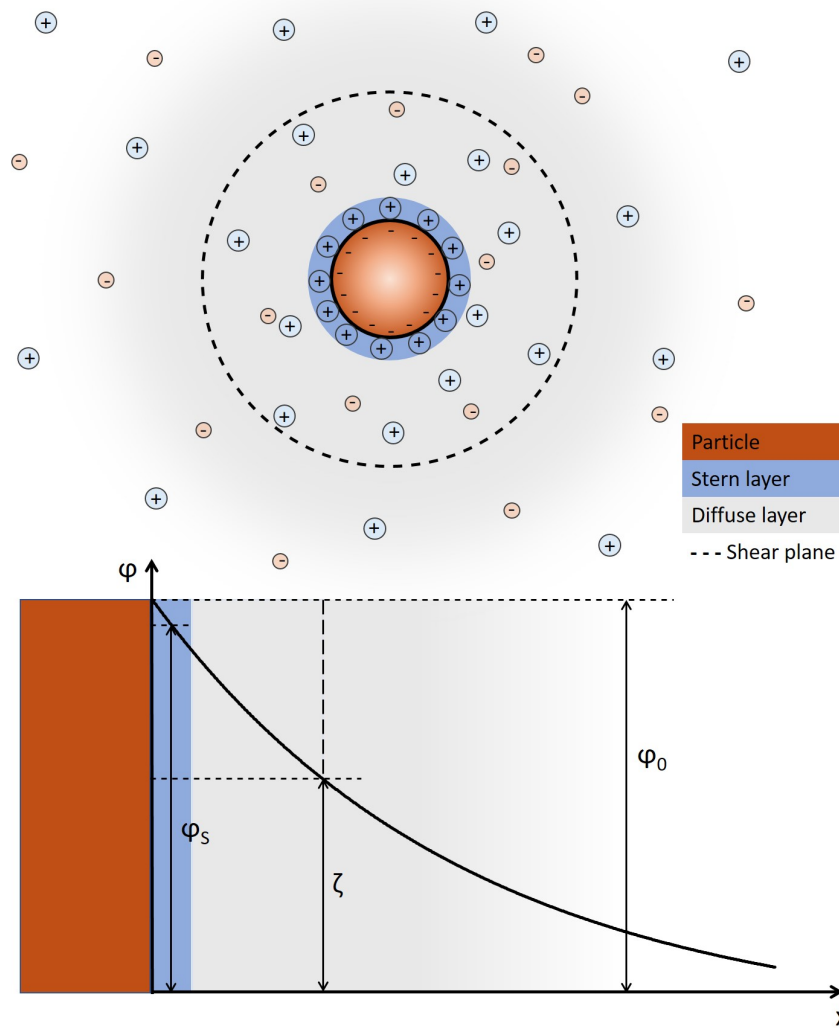 Particle
Stern layer
Diffuse layer
Shear plane
φ
φ₀
φₛ
ζ